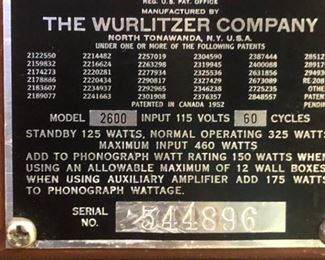 REG. U.S. PAT. OFFICE
MANUFACTURED BY
THE WURLITZER COMPANY
NORTH TONAWANDA, N.Y. U.S.A.
UNDER ONE OR MORE OF THE FOLLOWING PATENTS
2122550 2214482 2257019 2304590 2387444
2159832 2216624 2263298 2319945 2400088
2174273 2220281 2277934 2325536 2631856
2178886 2220434 2290817 2327429 2673089
2183607 2234937 2292965 2372325 2725735
2189077 2241663 2301908 2376357 2848557
PATENTED IN CANADA 1952
MODEL 2600 INPUT 115 VOLTS 60 CYCLES
STANDBY 125 WATTS, NORMAL OPERATING 325 WATTS
MAXIMUM INPUT 460 WATTS
ADD TO PHONOGRAPH WATT RATING 150 WATTS WHEN
USING AN ALLOWABLE MAXIMUM OF 12 WALL BOXES
WHEN USING AUXILIARY AMPLIFIER ADD 175 WATTS
TO PHONOGRAPH WATTAGE.
SERIAL
NO. 544896